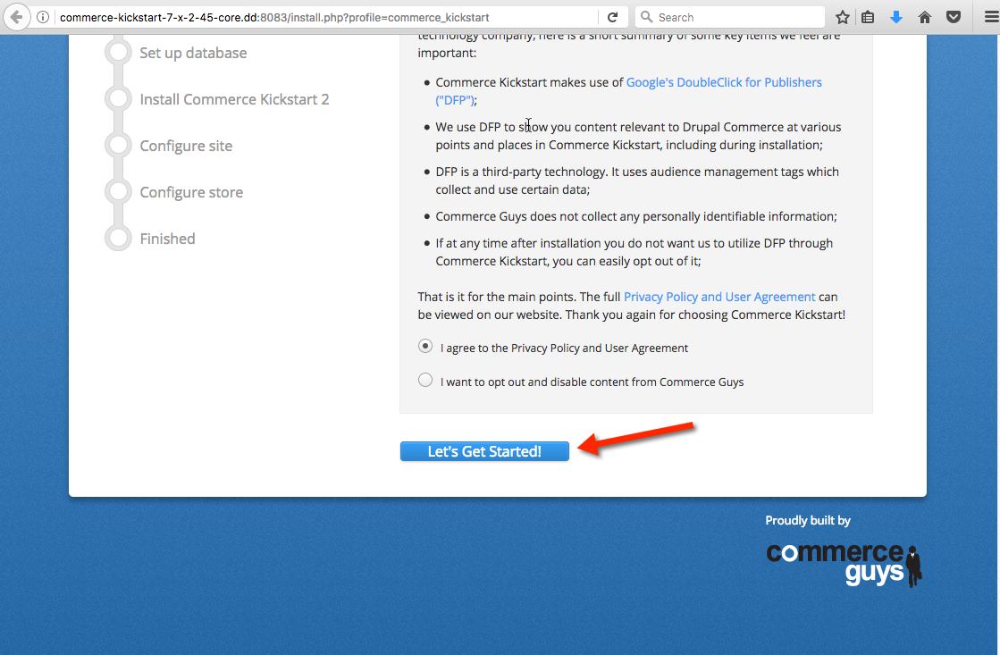 commerce-kickstart-7-x-2-45-core.dd:8083/install.php?profile=commerce_kickstart
Search
Set up database
Install Commerce Kickstart 2
Configure site
Configure store
Finished
technology company, here is a short summary of some key items we feel are
important:
Commerce Kickstart makes use of Google's DoubleClick for Publishers
("DFP");
We use DFP to show you content relevant to Drupal Commerce at various
points and places in Commerce Kickstart, including during installation;
DFP is a third-party technology. It uses audience management tags which
collect and use certain data;
Commerce Guys does not collect any personally identifiable information;
If at any time after installation you do not want us to utilize DFP through
Commerce Kickstart, you can easily opt out of it;
That is it for the main points. The full Privacy Policy and User Agreement can
be viewed on our website. Thank you again for choosing Commerce Kickstart!
I agree to the Privacy Policy and User Agreement
I want to opt out and disable content from Commerce Guys
Let's Get Started!
Proudly built by
commerce
guys